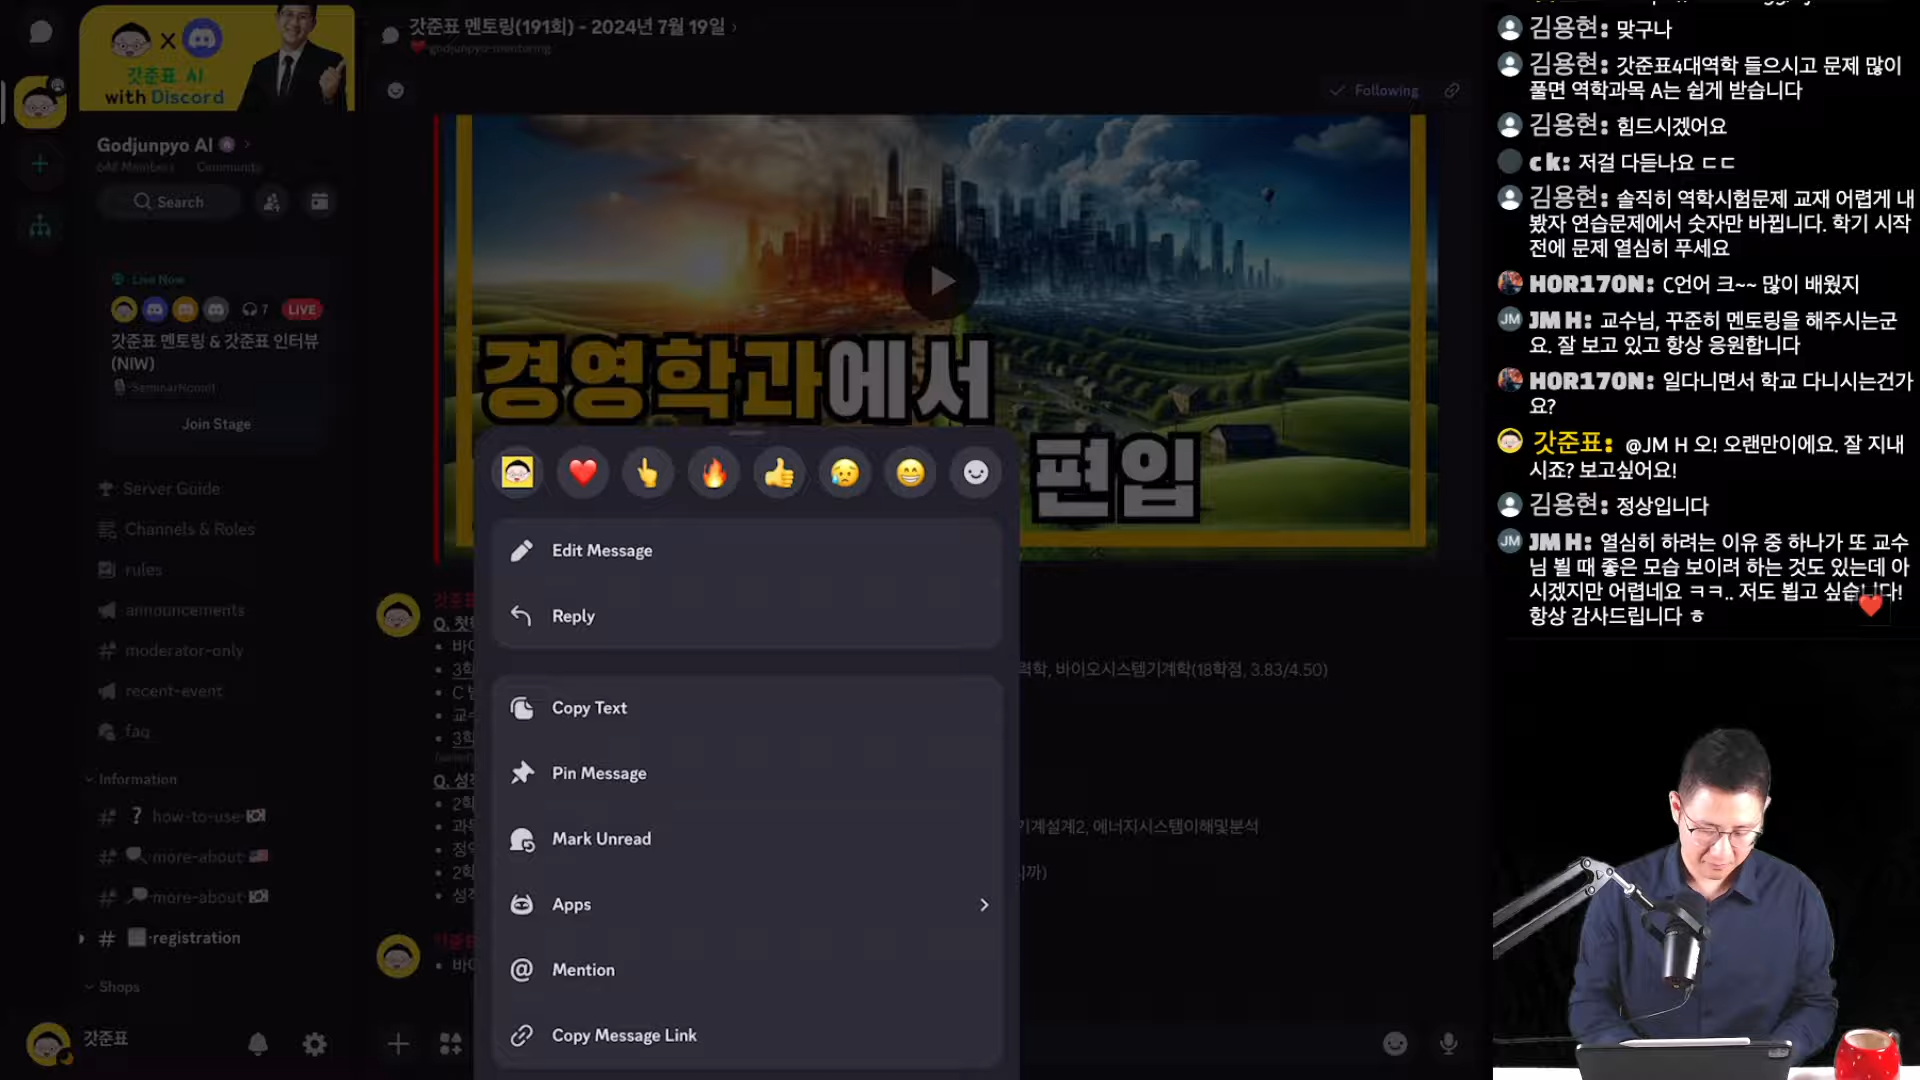 갓준표 AI
with Discord
Godjunpyo AI
648 Members
Search
Live Now
7
LIVE
갓준표 멘토링 & 갓준표 인터뷰
(NIW)
Join Stage
Server Guide
Channels & Roles
rules
announcements
moderator-only
recent-event
faq
Information
how-to-use
more-about
more-about
registration
Shops
갓준표
갓준표 멘토링(191회) - 2024년 7월 19일
godjunpyo-mentoring
Following
경영학과에서
편입
Edit Message
Reply
Copy Text
Pin Message
Mark Unread
Apps
Mention
Copy Message Link
바이오시스템기계학(18학점, 3.83/4.50)
기계설계2, 에너지시스템이해및분석
김용현: 맞구나
김용현: 갓준표4대역학 들으시고 문제 많이
풀면 역학과목 A는 쉽게 받습니다
김용현: 힘드시겠어요
c k: 저걸 다듣나요 ㄷㄷ
김용현: 솔직히 역학시험문제 교재 어렵게 내
봤자 연습문제에서 숫자만 바뀝니다. 학기 시작
전에 문제 열심히 푸세요
HOR170N: C언어 크~~ 많이 배웠지
JM H: 교수님, 꾸준히 멘토링을 해주시는군
요. 잘 보고 있고 항상 응원합니다
HOR170N: 일다니면서 학교 다니시는건가
요?
갓준표: @JM H 오! 오랜만이에요. 잘 지내
시죠? 보고싶어요!
김용현: 정상입니다
JM H: 열심히 하려는 이유 중 하나가 또 교수
님 뵐 때 좋은 모습 보이려 하는 것도 있는데 아
시겠지만 어렵네요 ㅋㅋ.. 저도 뵙고 싶습니다!
항상 감사드립니다 ㅎ